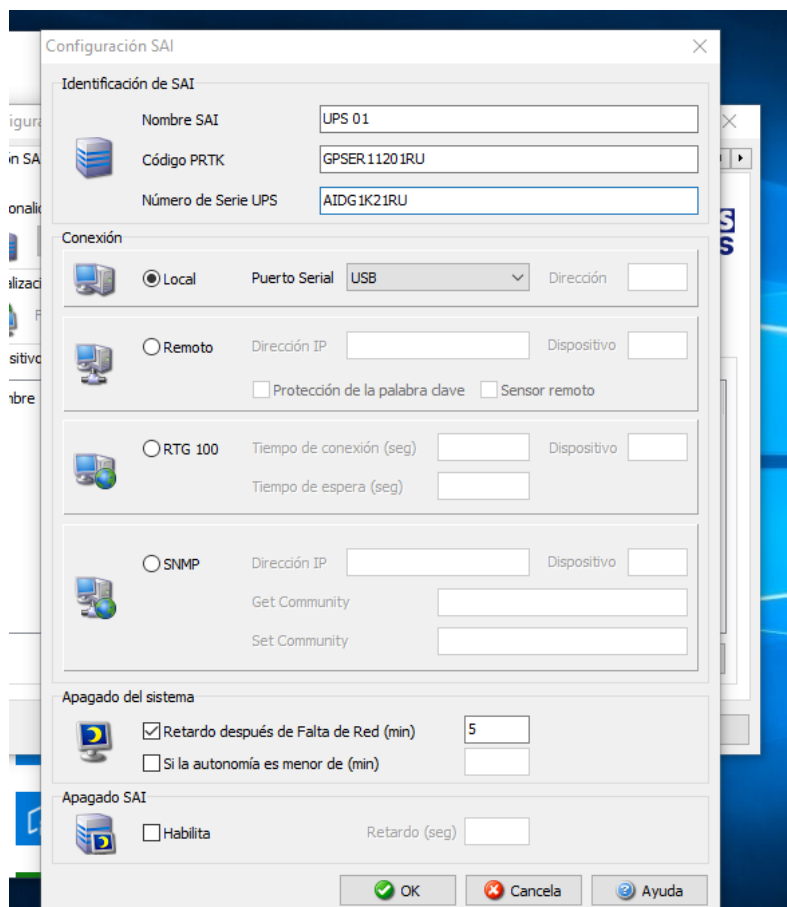 Configuración SAI
Identificación de SAI
Nombre SAI UPS 01
Código PRTK GPSER11201RU
Número de Serie UPS AIDG1K21RU
Conexión
Local Puerto Serial USB Dirección
Remoto Dirección IP Dispositivo
Protección de la palabra clave Sensor remoto
RTG 100 Tiempo de conexión (seg) Dispositivo
Tiempo de espera (seg)
SNMP Dirección IP Dispositivo
Get Community
Set Community
Apagado del sistema
Retardo después de Falta de Red (min) 5
Si la autonomía es menor de (min)
Apagado SAI
Habilita Retardo (seg)
OK Cancela Ayuda